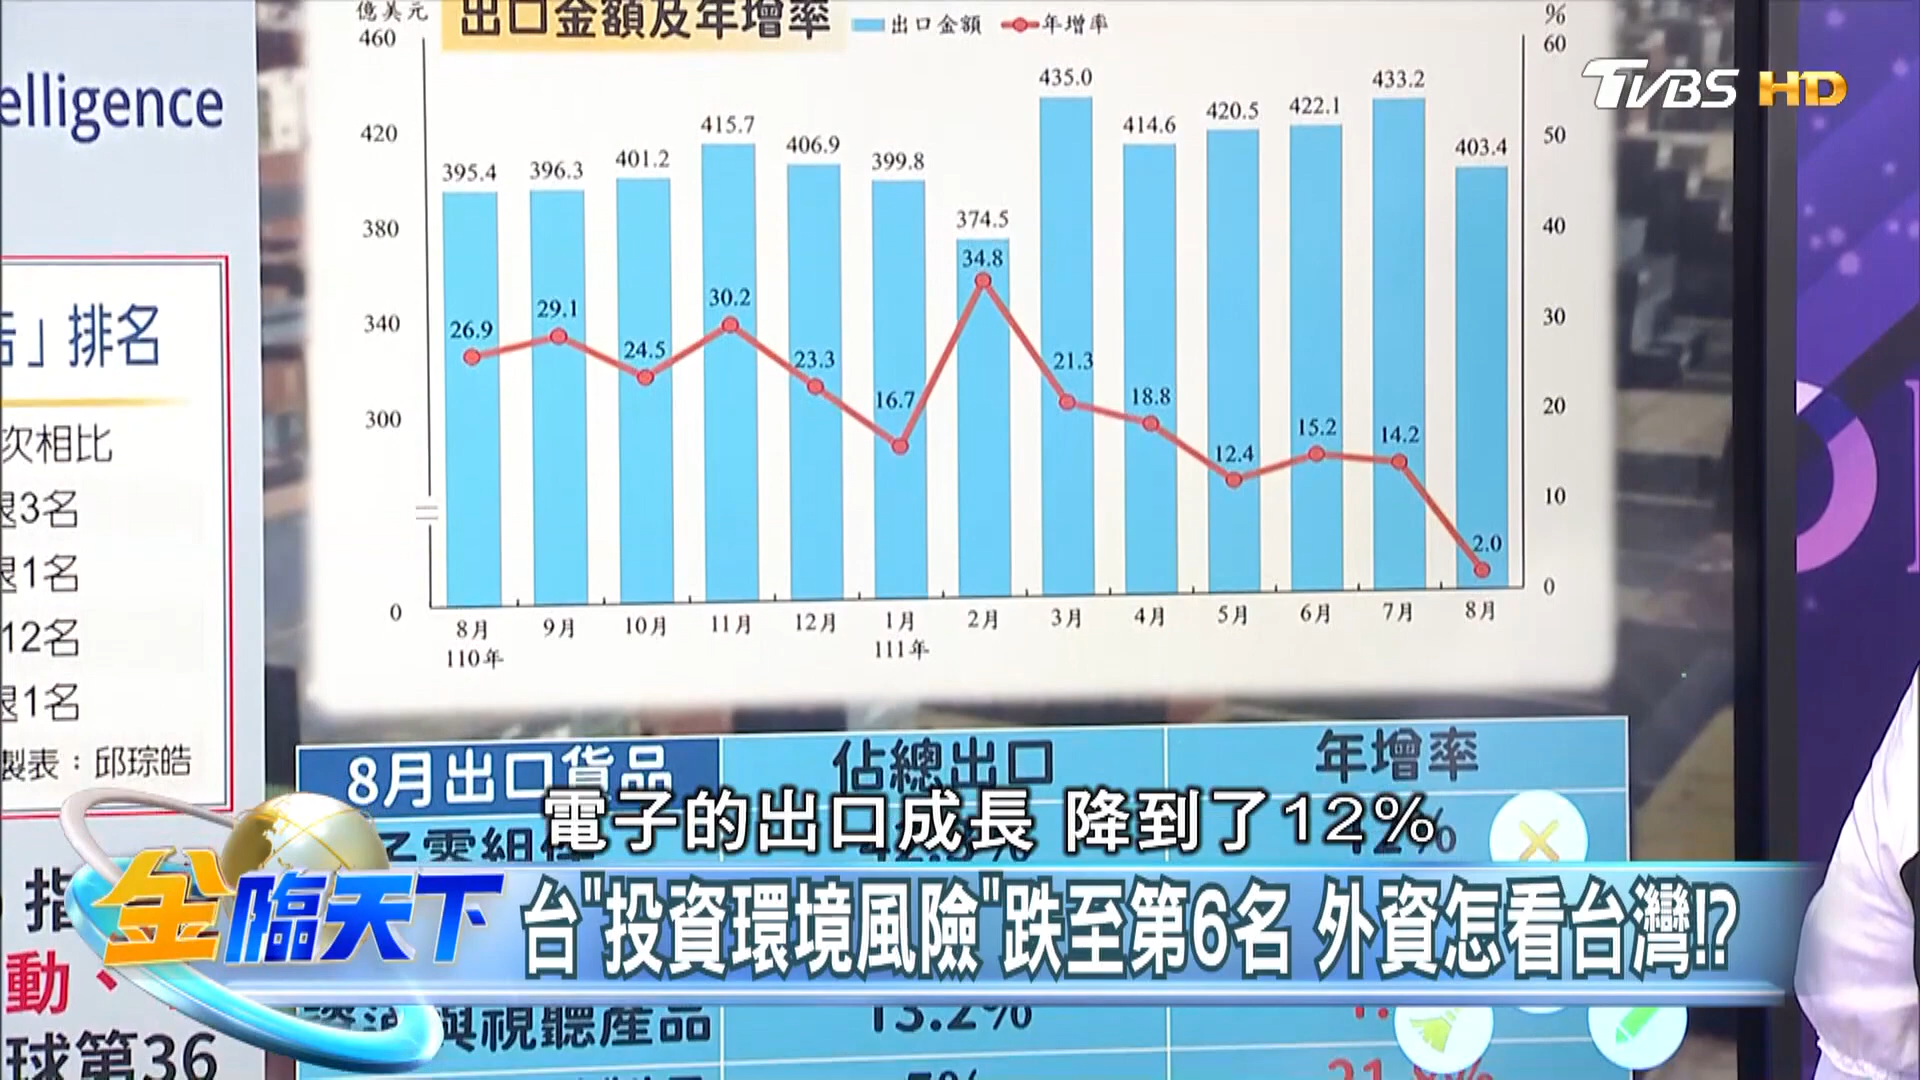 億美元
出口金額及年增率
出口金額
年增率
%
460
420
380
340
300
0
60
50
40
30
20
10
0
395.4
396.3
401.2
415.7
406.9
399.8
374.5
435.0
414.6
420.5
422.1
433.2
403.4
26.9
29.1
24.5
30.2
23.3
16.7
34.8
21.3
18.8
12.4
15.2
14.2
2.0
8月
9月
10月
11月
12月
1月
2月
3月
4月
5月
6月
7月
8月
110年
111年
TVBS HD
elligence
」排名
次相比
3名
1名
12名
1名
製表：邱琮皓
動、
球第36
8月出口貨品
佔總出口
年增率
電子的出口成長 降到了12%
金臨天下
台"投資環境風險"跌至第6名 外資怎看台灣!?
與視聽產品
13.2%